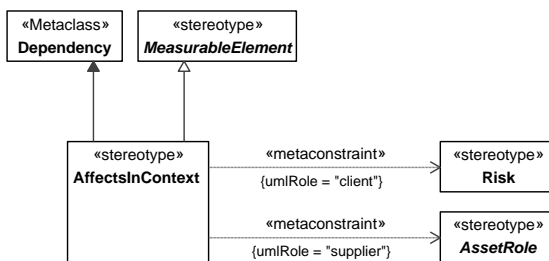 «Metaclass»
Dependency
«stereotype»
MeasurableElement
«stereotype»
AffectsInContext
«metaconstraint»
{umlRole = "client"}
«stereotype»
Risk
«metaconstraint»
{umlRole = "supplier"}
«stereotype»
AssetRole